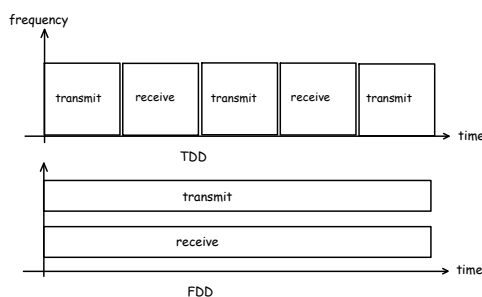 frequency
transmit receive transmit receive transmit
time
TDD
transmit
receive
time
FDD